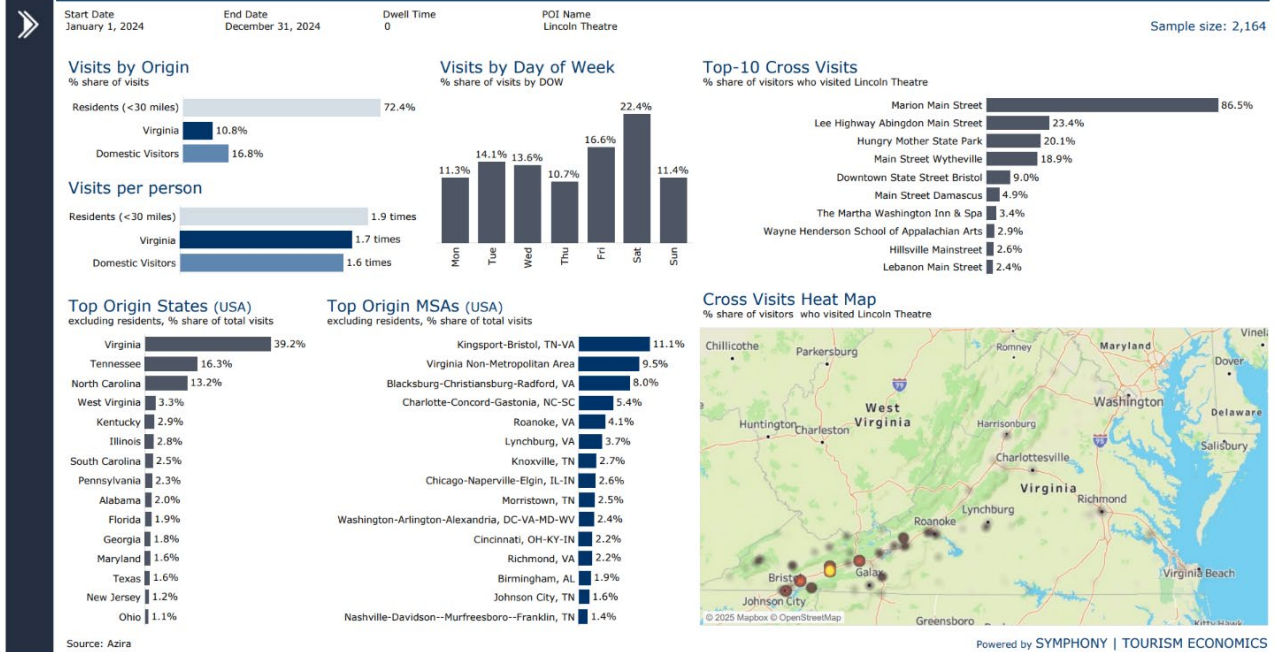 Start Date
January 1, 2024
End Date
December 31, 2024
Dwell Time
0
POI Name
Lincoln Theatre
Sample size: 2,164
Visits by Origin
% share of visits
Residents (<30 miles) 72.4%
Virginia 10.8%
Domestic Visitors 16.8%
Visits per person
Residents (<30 miles) 1.9 times
Virginia 1.7 times
Domestic Visitors 1.6 times
Visits by Day of Week
% share of visits by DOW
11.3% 14.1% 13.6% 10.7% 16.6% 22.4% 11.4%
Mon Tue Wed Thu Fri Sat Sun
Top-10 Cross Visits
% share of visitors who visited Lincoln Theatre
Marion Main Street 86.5%
Lee Highway Abingdon Main Street 23.4%
Hungry Mother State Park 20.1%
Main Street Wytheville 18.9%
Downtown State Street Bristol 9.0%
Main Street Damascus 4.9%
The Martha Washington Inn & Spa 3.4%
Wayne Henderson School of Appalachian Arts 2.9%
Hillsville Mainstreet 2.6%
Lebanon Main Street 2.4%
Top Origin States (USA)
excluding residents, % share of total visits
Virginia 39.2%
Tennessee 16.3%
North Carolina 13.2%
West Virginia 3.3%
Kentucky 2.9%
Illinois 2.8%
South Carolina 2.5%
Pennsylvania 2.3%
Alabama 2.0%
Florida 1.9%
Georgia 1.8%
Maryland 1.6%
Texas 1.6%
New Jersey 1.2%
Ohio 1.1%
Top Origin MSAs (USA)
excluding residents, % share of total visits
Kingsport-Bristol, TN-VA 11.1%
Virginia Non-Metropolitan Area 9.5%
Blacksburg-Christiansburg-Radford, VA 8.0%
Charlotte-Concord-Gastonia, NC-SC 5.4%
Roanoke, VA 4.1%
Lynchburg, VA 3.7%
Knoxville, TN 2.7%
Chicago-Naperville-Elgin, IL-IN 2.6%
Morristown, TN 2.5%
Washington-Arlington-Alexandria, DC-VA-MD-WV 2.4%
Cincinnati, OH-KY-IN 2.2%
Richmond, VA 2.2%
Birmingham, AL 1.9%
Johnson City, TN 1.6%
Nashville-Davidson--Murfreesboro--Franklin, TN 1.4%
Cross Visits Heat Map
% share of visitors who visited Lincoln Theatre
Chillicothe
Parkersburg
Romney
Maryland
Vinela
Dover
79
West
Virginia
Washington
Delaware
Huntington
Charleston
Harrisonburg
95
Salisbury
Charlottesville
Virginia
Richmond
Lynchburg
Roanoke
Bristo
Galax
Virginia Beach
Johnson City
Greensboro
Kitty Hawk
© 2025 Mapbox © OpenStreetMap
Source: Azira
Powered by SYMPHONY | TOURISM ECONOMICS